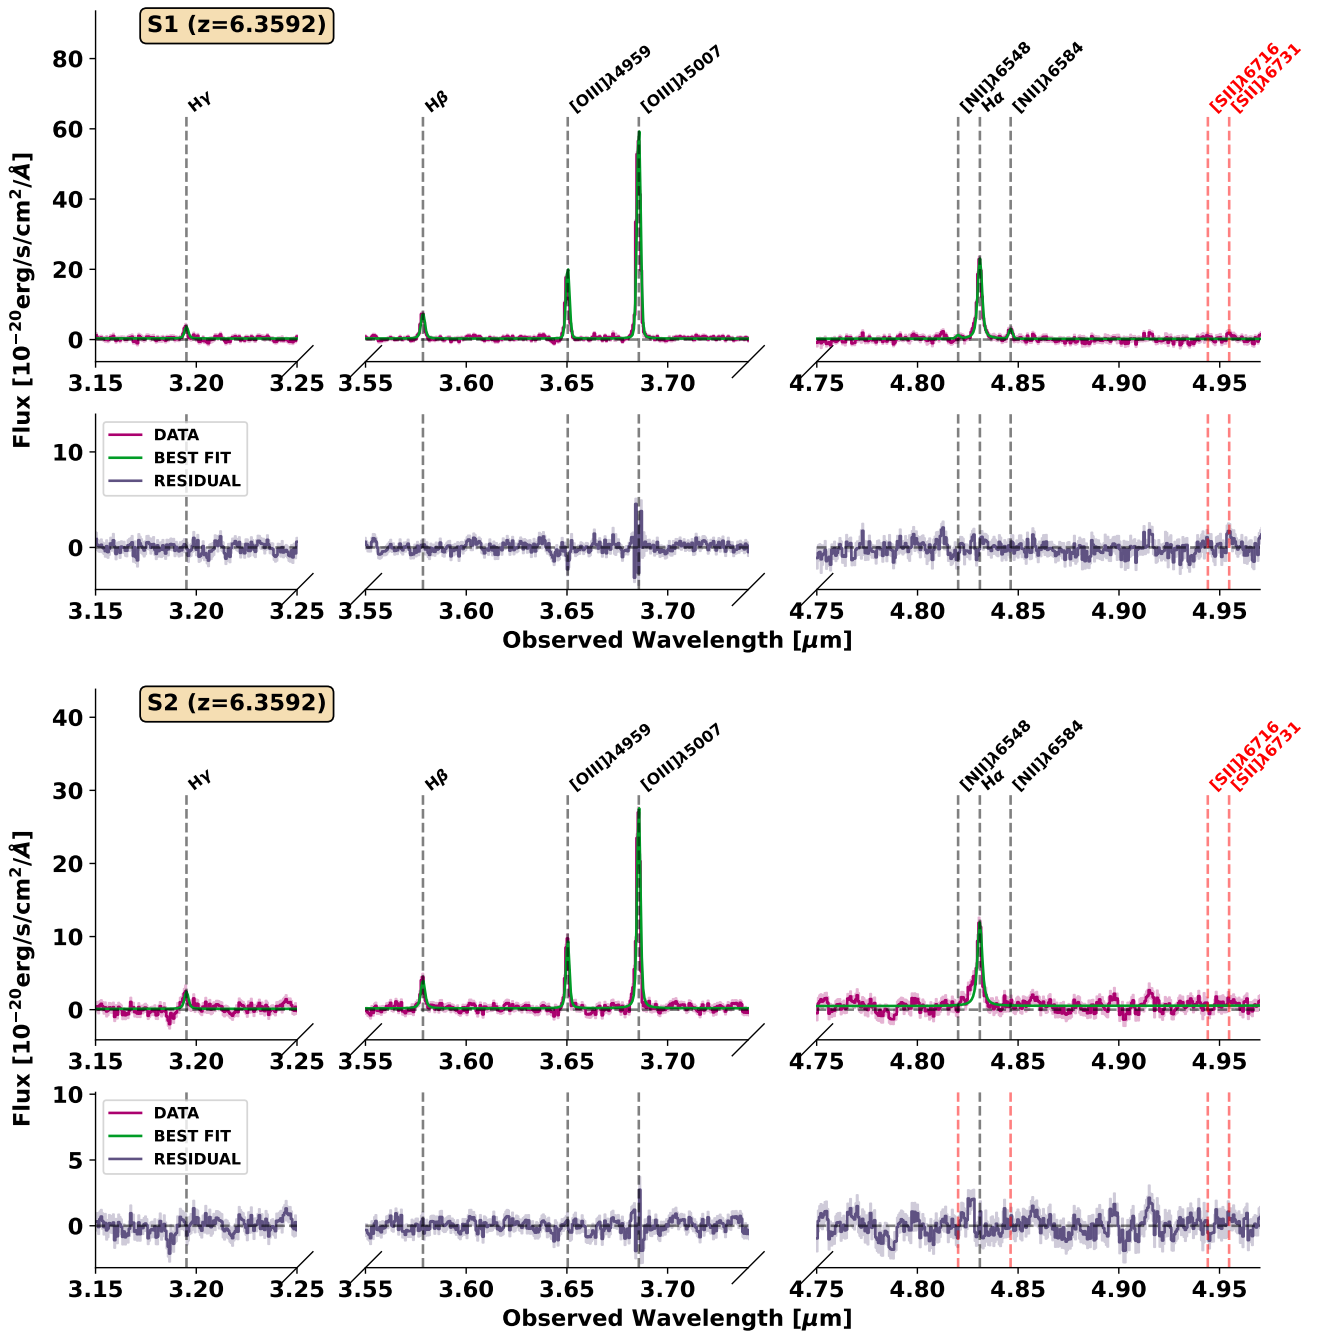 S1 (z=6.3592)
Flux [10⁻²⁰erg/s/cm²/Å]
80
60
40
20
0
Hγ
Hβ
[OIII]λ4959
[OIII]λ5007
[NII]λ6548
Hα
[NII]λ6584
[SII]λ6716
[SII]λ6731
3.15 3.20 3.25 3.55 3.60 3.65 3.70 4.75 4.80 4.85 4.90 4.95
10
0
DATA
BEST FIT
RESIDUAL
3.15 3.20 3.25 3.55 3.60 3.65 3.70 4.75 4.80 4.85 4.90 4.95
Observed Wavelength [μm]
S2 (z=6.3592)
Flux [10⁻²⁰erg/s/cm²/Å]
40
30
20
10
0
Hγ
Hβ
[OIII]λ4959
[OIII]λ5007
[NII]λ6548
Hα
[NII]λ6584
[SII]λ6716
[SII]λ6731
3.15 3.20 3.25 3.55 3.60 3.65 3.70 4.75 4.80 4.85 4.90 4.95
10
5
0
DATA
BEST FIT
RESIDUAL
3.15 3.20 3.25 3.55 3.60 3.65 3.70 4.75 4.80 4.85 4.90 4.95
Observed Wavelength [μm]